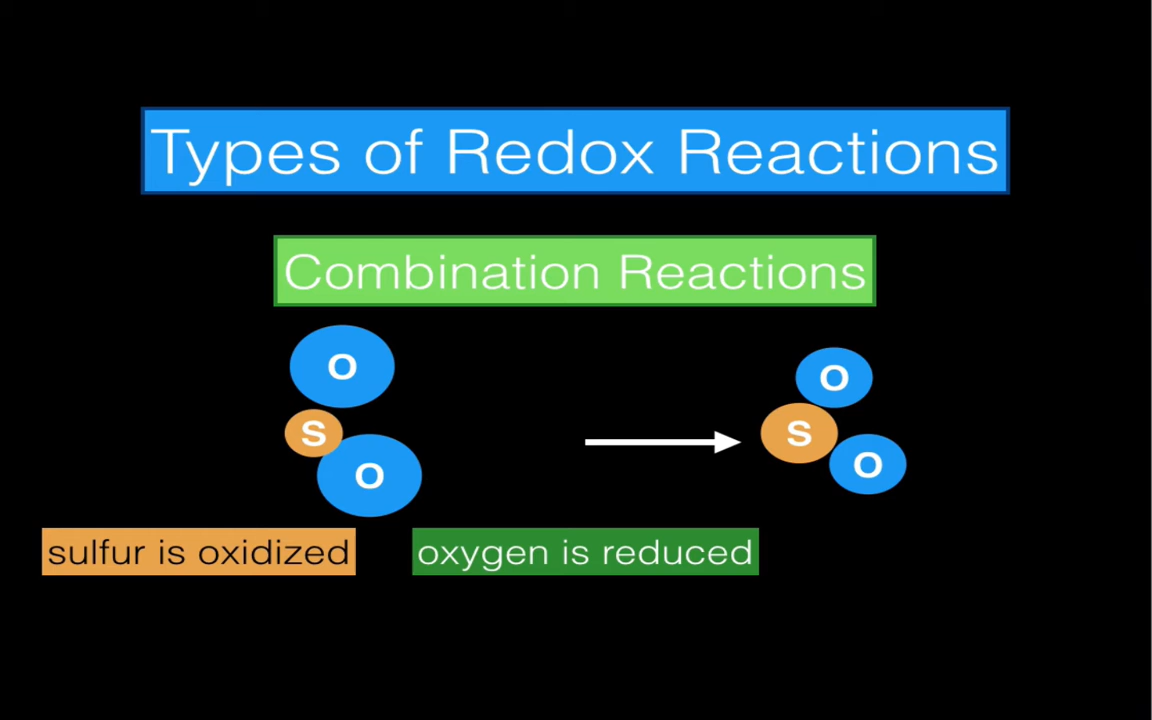 Types of Redox Reactions
Combination Reactions
O
S
O
O
S
O
sulfur is oxidized
oxygen is reduced